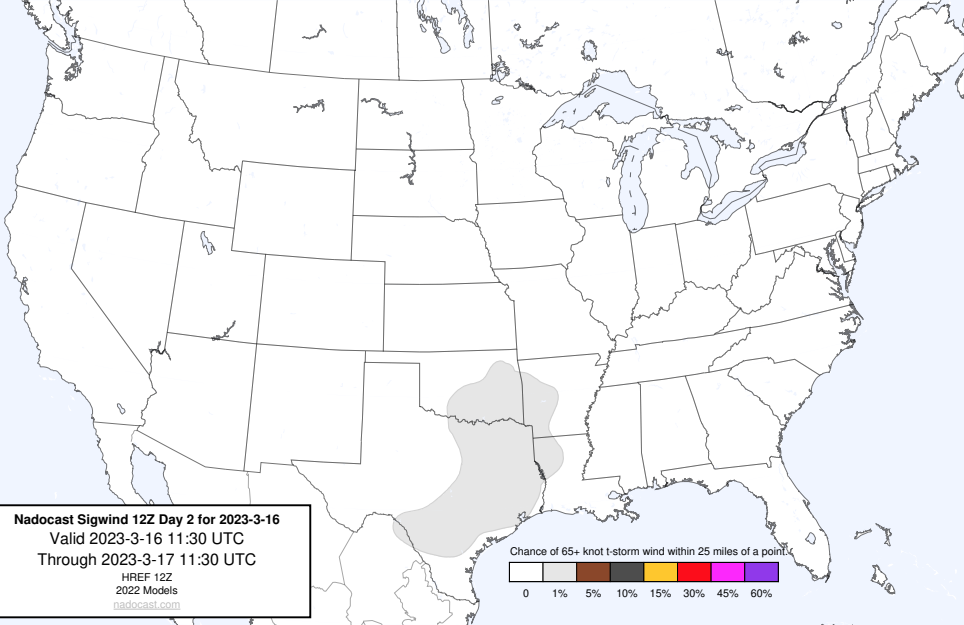 Nadocast Sigwind 12Z Day 2 for 2023-3-16
Valid 2023-3-16 11:30 UTC
Through 2023-3-17 11:30 UTC
HREF 12Z
2022 Models
nadocast.com
Chance of 65+ knot t-storm wind within 25 miles of a point.
0 1% 5% 10% 15% 30% 45% 60%